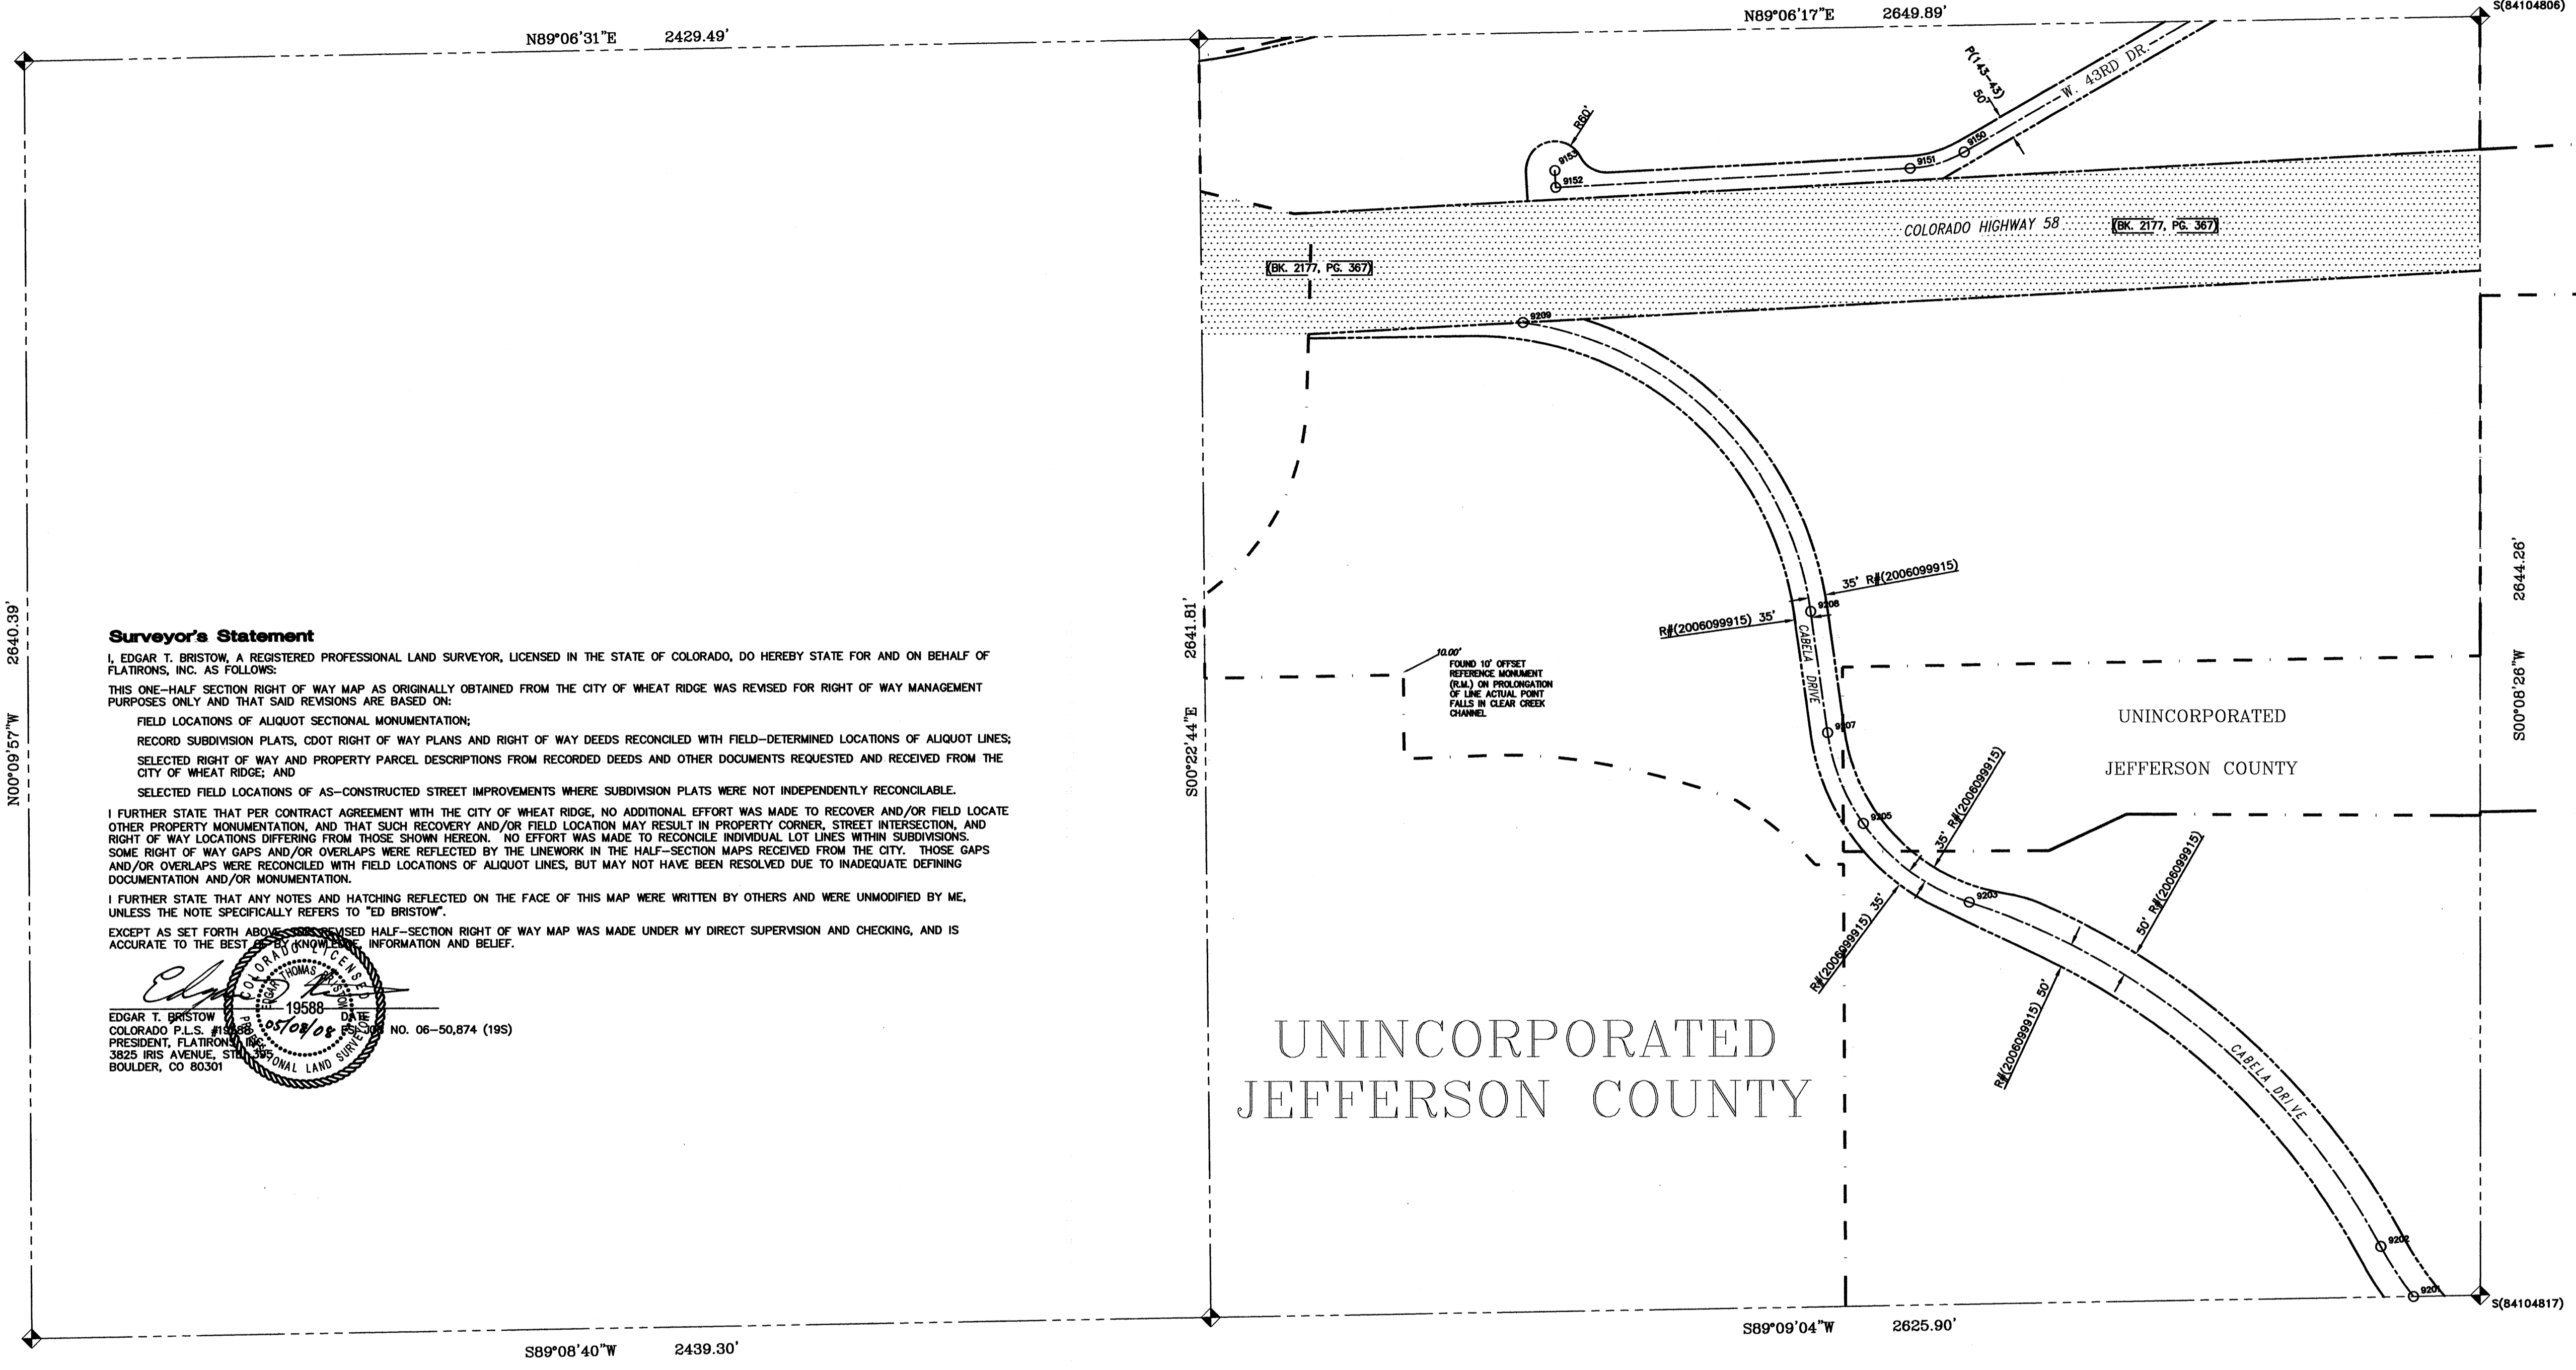 N89°06'31"E 2429.49'
N89°06'17"E 2649.89'
S(84104806)
P(143-43)
50'
W. 43RD DR.
R60'
9153
9152
9151
9150
COLORADO HIGHWAY 58
(BK. 2177, PG. 367)
(BK. 2177, PG. 367)
9209
35' R#(2006099915)
R#(2006099915) 35'
9208
CABELA DRIVE
9207
10.00'
FOUND 10' OFFSET
REFERENCE MONUMENT
(R.M.) ON PROLONGATION
OF LINE ACTUAL POINT
FALLS IN CLEAR CREEK
CHANNEL
N00°09'57"W 2640.39'
S00°22'44"E 2641.81'
S00°08'26"W 2644.26'
UNINCORPORATED
JEFFERSON COUNTY
9205
35' R#(2006099915)
R#(2006099915) 35'
9203
50' R#(2006099915)
R#(2006099915) 50'
CABELA DRIVE
9202
9201
S(84104817)
UNINCORPORATED
JEFFERSON COUNTY
Surveyor's Statement
I, EDGAR T. BRISTOW, A REGISTERED PROFESSIONAL LAND SURVEYOR, LICENSED IN THE STATE OF COLORADO, DO HEREBY STATE FOR AND ON BEHALF OF
FLATIRONS, INC. AS FOLLOWS:
THIS ONE-HALF SECTION RIGHT OF WAY MAP AS ORIGINALLY OBTAINED FROM THE CITY OF WHEAT RIDGE WAS REVISED FOR RIGHT OF WAY MANAGEMENT
PURPOSES ONLY AND THAT SAID REVISIONS ARE BASED ON:
FIELD LOCATIONS OF ALIQUOT SECTIONAL MONUMENTATION;
RECORD SUBDIVISION PLATS, CDOT RIGHT OF WAY PLANS AND RIGHT OF WAY DEEDS RECONCILED WITH FIELD-DETERMINED LOCATIONS OF ALIQUOT LINES;
SELECTED RIGHT OF WAY AND PROPERTY PARCEL DESCRIPTIONS FROM RECORDED DEEDS AND OTHER DOCUMENTS REQUESTED AND RECEIVED FROM THE
CITY OF WHEAT RIDGE; AND
SELECTED FIELD LOCATIONS OF AS-CONSTRUCTED STREET IMPROVEMENTS WHERE SUBDIVISION PLATS WERE NOT INDEPENDENTLY RECONCILABLE.
I FURTHER STATE THAT PER CONTRACT AGREEMENT WITH THE CITY OF WHEAT RIDGE, NO ADDITIONAL EFFORT WAS MADE TO RECOVER AND/OR FIELD LOCATE
OTHER PROPERTY MONUMENTATION, AND THAT SUCH RECOVERY AND/OR FIELD LOCATION MAY RESULT IN PROPERTY CORNER, STREET INTERSECTION, AND
RIGHT OF WAY LOCATIONS DIFFERING FROM THOSE SHOWN HEREON. NO EFFORT WAS MADE TO RECONCILE INDIVIDUAL LOT LINES WITHIN SUBDIVISIONS.
SOME RIGHT OF WAY GAPS AND/OR OVERLAPS WERE REFLECTED BY THE LINEWORK IN THE HALF-SECTION MAPS RECEIVED FROM THE CITY. THOSE GAPS
AND/OR OVERLAPS WERE RECONCILED WITH FIELD LOCATIONS OF ALIQUOT LINES, BUT MAY NOT HAVE BEEN RESOLVED DUE TO INADEQUATE DEFINING
DOCUMENTATION AND/OR MONUMENTATION.
I FURTHER STATE THAT ANY NOTES AND HATCHING REFLECTED ON THE FACE OF THIS MAP WERE WRITTEN BY OTHERS AND WERE UNMODIFIED BY ME,
UNLESS THE NOTE SPECIFICALLY REFERS TO "ED BRISTOW".
EXCEPT AS SET FORTH ABOVE, THIS REVISED HALF-SECTION RIGHT OF WAY MAP WAS MADE UNDER MY DIRECT SUPERVISION AND CHECKING, AND IS
ACCURATE TO THE BEST OF BY KNOWLEDGE, INFORMATION AND BELIEF.
COLORADO LICENSED
EDGAR THOMAS BRISTOW
19588
05/08/08
PROFESSIONAL LAND SURVEYOR
EDGAR T. BRISTOW DATE
COLORADO P.L.S. #19588 FSI JOB NO. 06-50,874 (19S)
PRESIDENT, FLATIRONS, INC.
3825 IRIS AVENUE, STE. 395
BOULDER, CO 80301
S89°08'40"W 2439.30'
S89°09'04"W 2625.90'